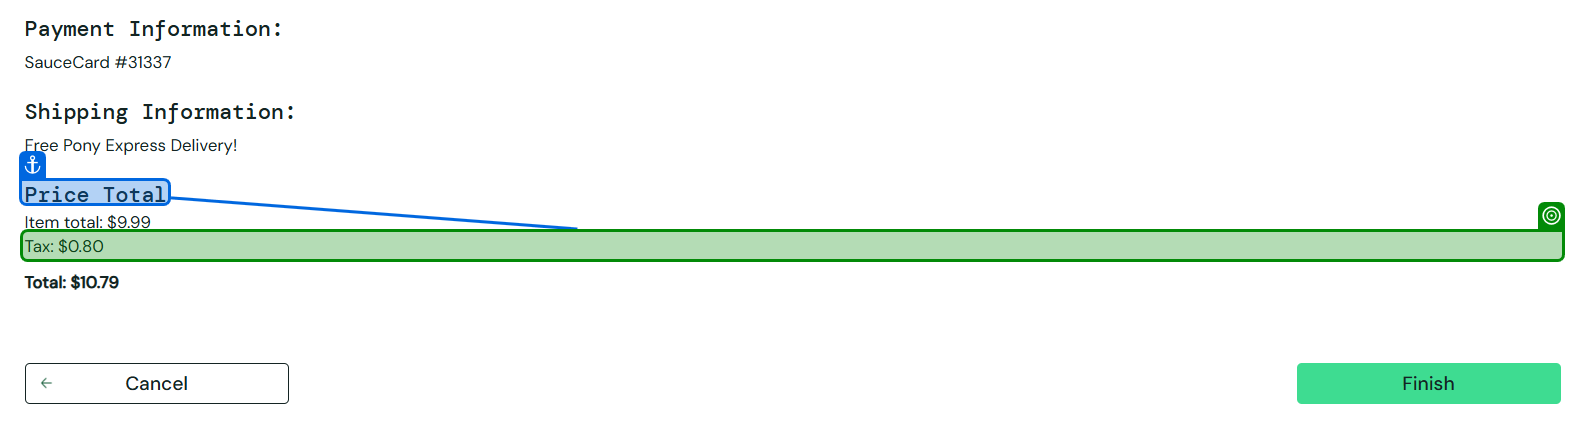 Payment Information:
SauceCard #31337
Shipping Information:
Free Pony Express Delivery!
Price Total
Item total: $9.99
Tax: $0.80
Total: $10.79
Cancel
Finish